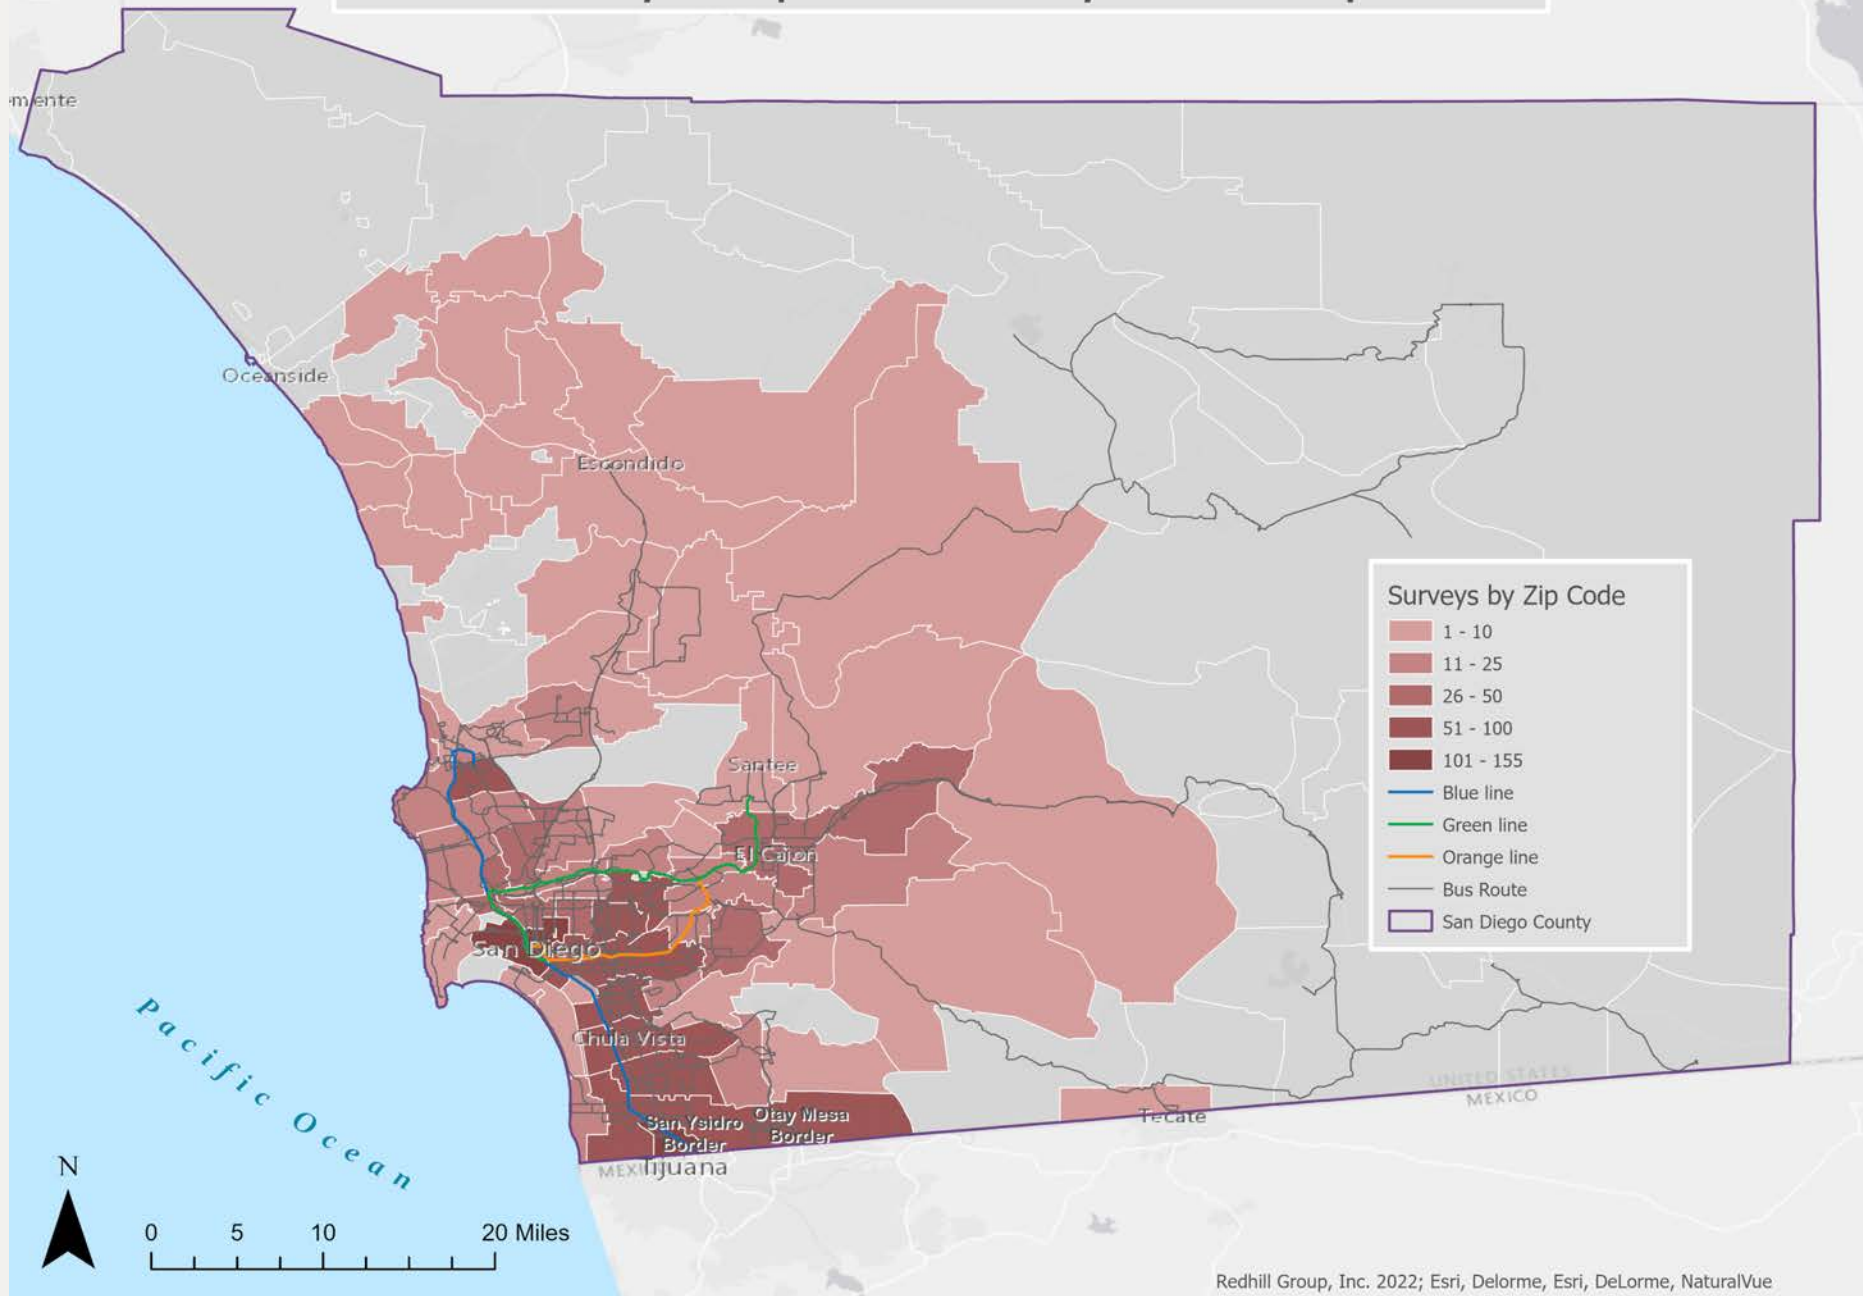 mente
Oceanside
Escondido
Surveys by Zip Code
1 - 10
11 - 25
26 - 50
51 - 100
101 - 155
Blue line
Green line
Orange line
Bus Route
San Diego County
Santee
El Cajon
San Diego
Chula Vista
San Ysidro
Border
Otay Mesa
Border
Tecate
UNITED STATES
MEXICO
MEXI
Tijuana
Pacific Ocean
N
0 5 10 20 Miles
Redhill Group, Inc. 2022; Esri, Delorme, Esri, DeLorme, NaturalVue